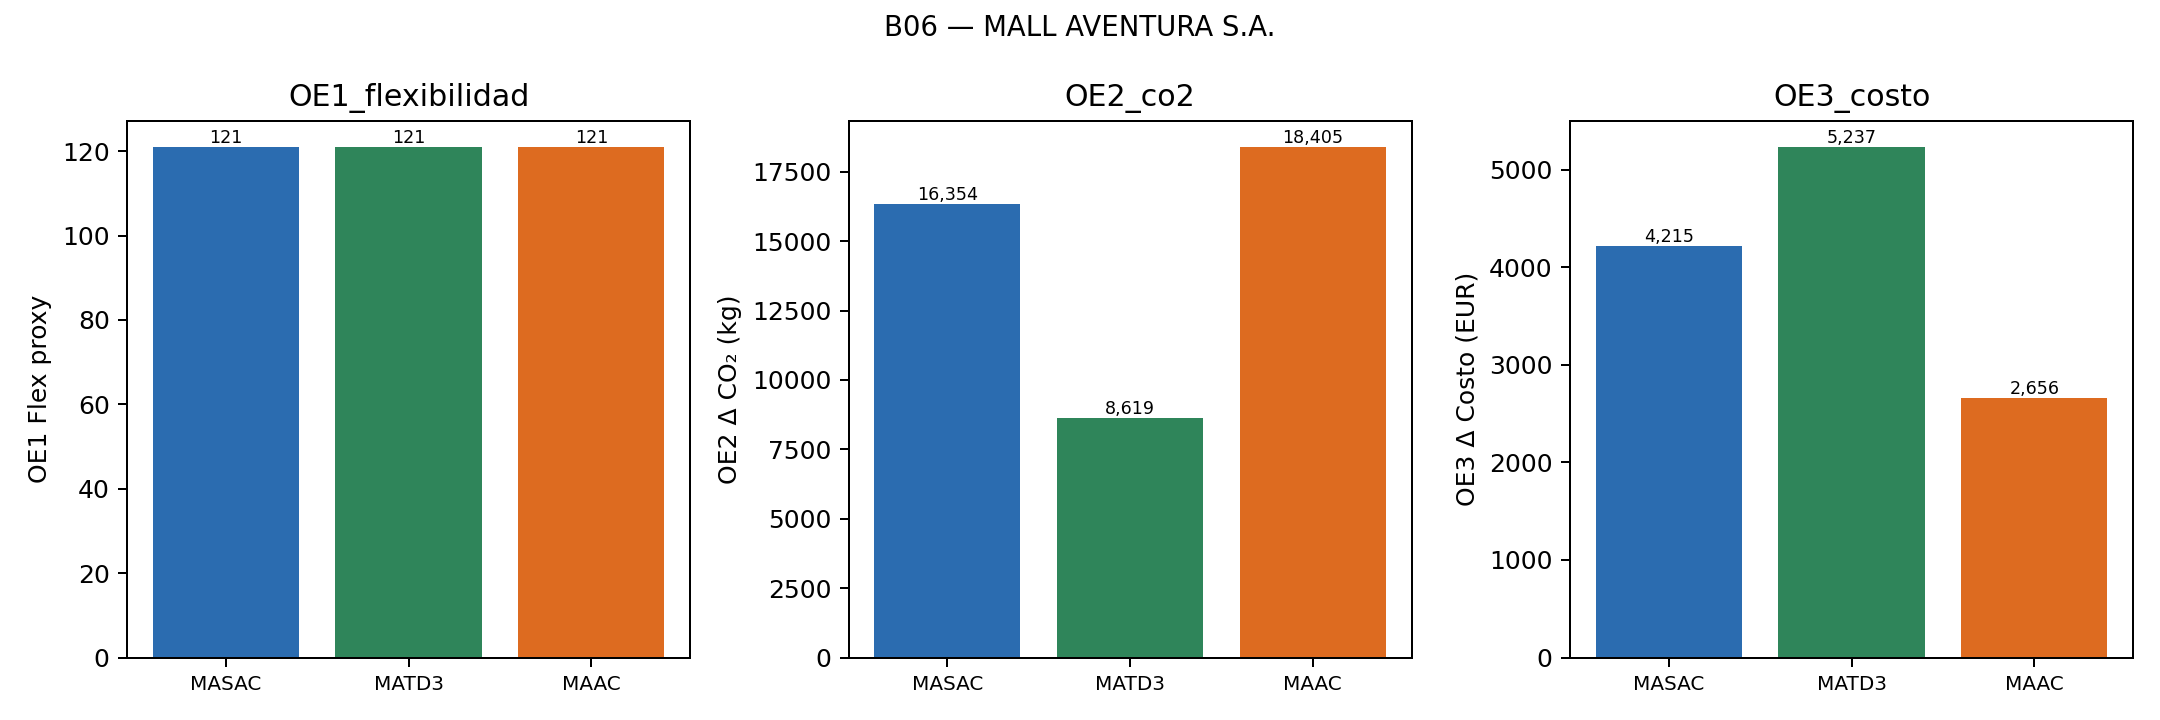 B06 — MALL AVENTURA S.A.
OE1_flexibilidad
OE1 Flex proxy
120
100
80
60
40
20
0
121
121
121
MASAC
MATD3
MAAC
OE2_co2
OE2 Δ CO₂ (kg)
17500
15000
12500
10000
7500
5000
2500
0
16,354
8,619
18,405
MASAC
MATD3
MAAC
OE3_costo
OE3 Δ Costo (EUR)
5000
4000
3000
2000
1000
0
4,215
5,237
2,656
MASAC
MATD3
MAAC